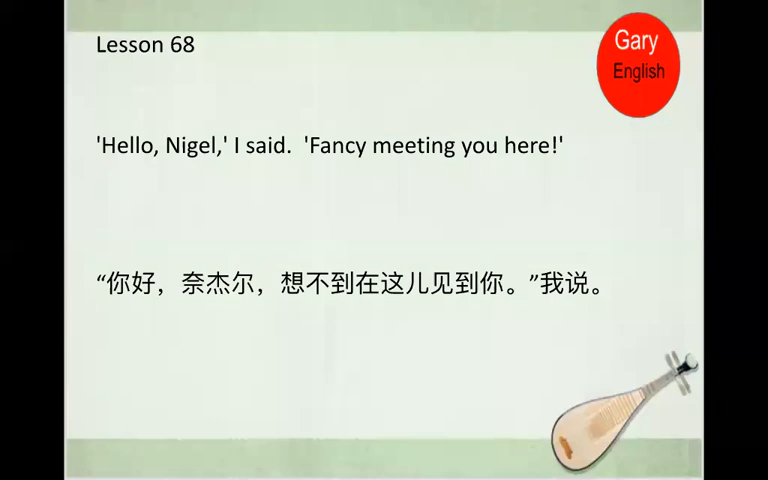 Lesson 68
Gary
English
'Hello, Nigel,' I said.  'Fancy meeting you here!'
“你好，奈杰尔，想不到在这儿见到你。”我说。